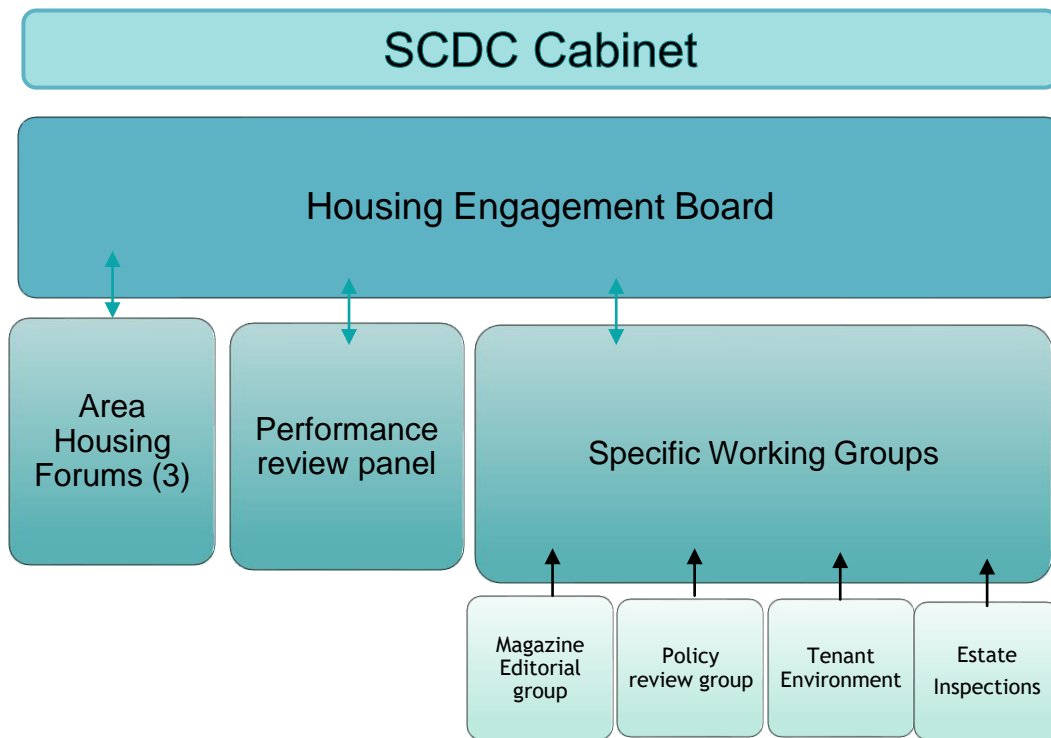 SCDC Cabinet
Housing Engagement Board
Area
Housing
Forums (3)
Performance
review panel
Specific Working Groups
Magazine
Editorial
group
Policy
review group
Tenant
Environment
Estate
Inspections